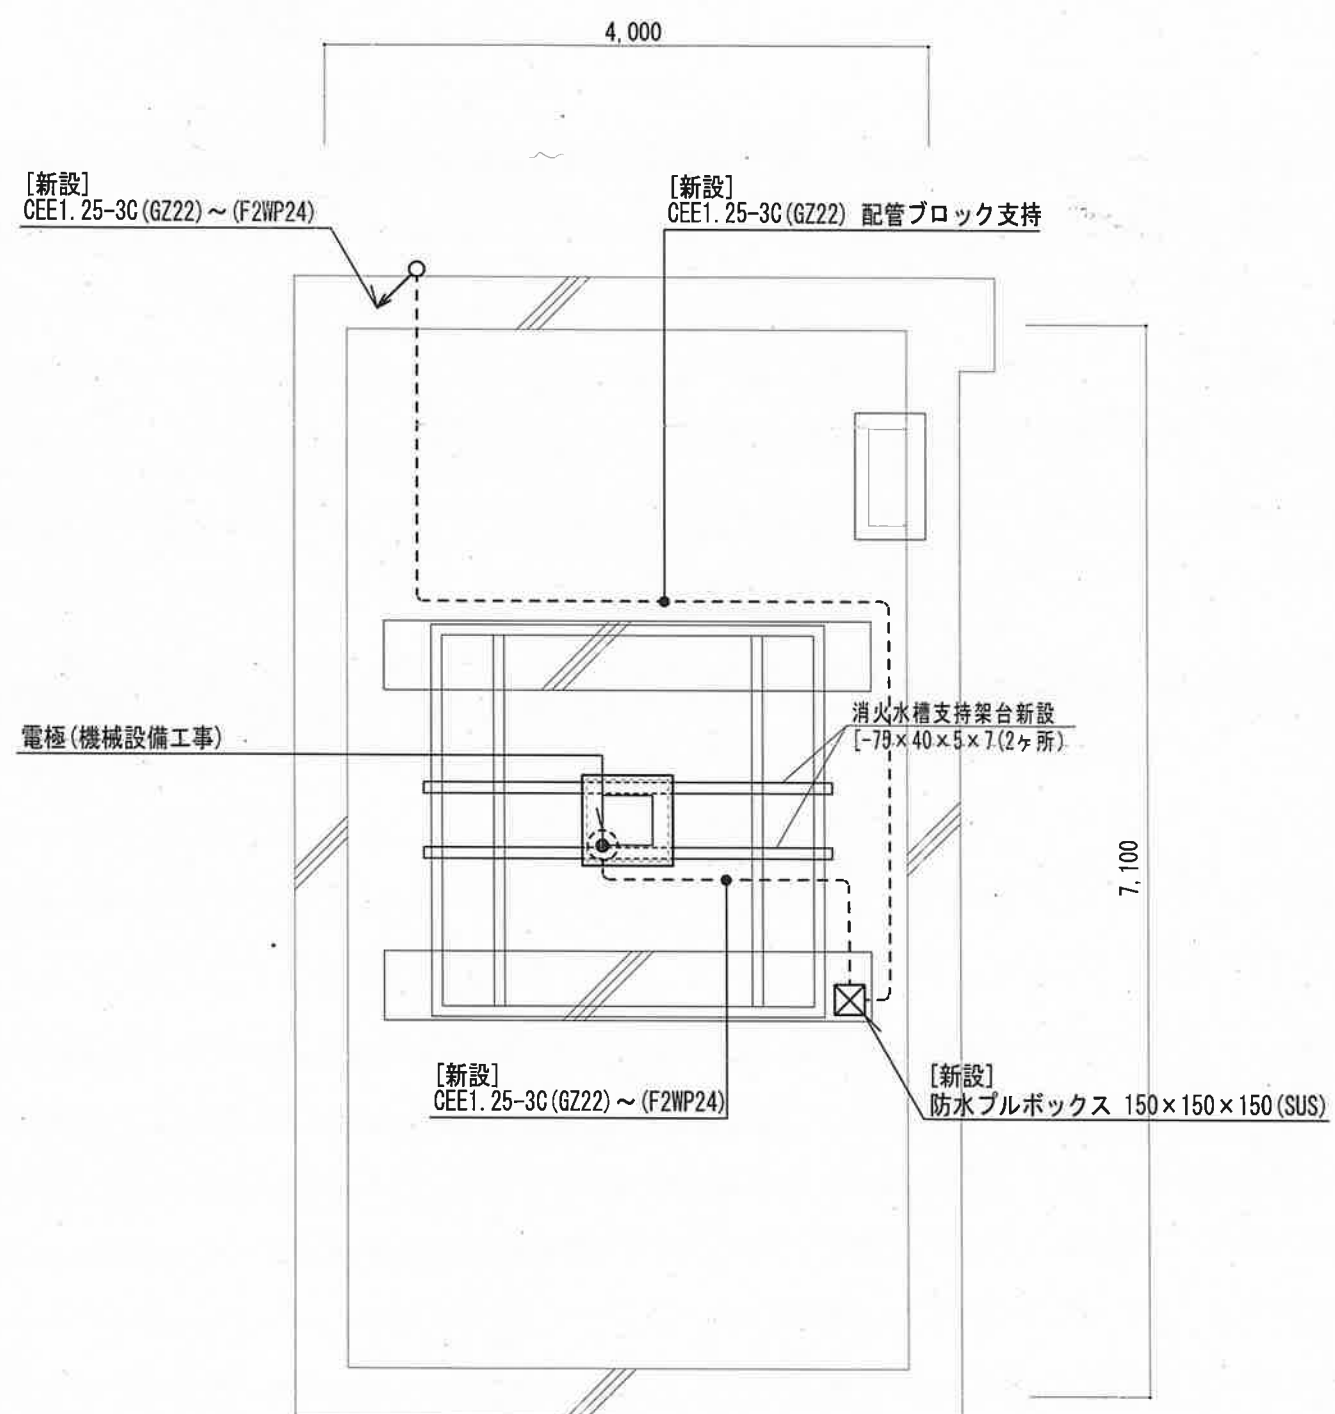 4,000
[新設]
CEE1.25-3C(GZ22)～(F2WP24)
[新設]
CEE1.25-3C(GZ22) 配管ブロック支持
電極(機械設備工事)
消火水槽支持架台新設
[-75×40×5×7(2ヶ所)
7,100
[新設]
CEE1.25-3C(GZ22)～(F2WP24)
[新設]
防水プルボックス 150×150×150(SUS)